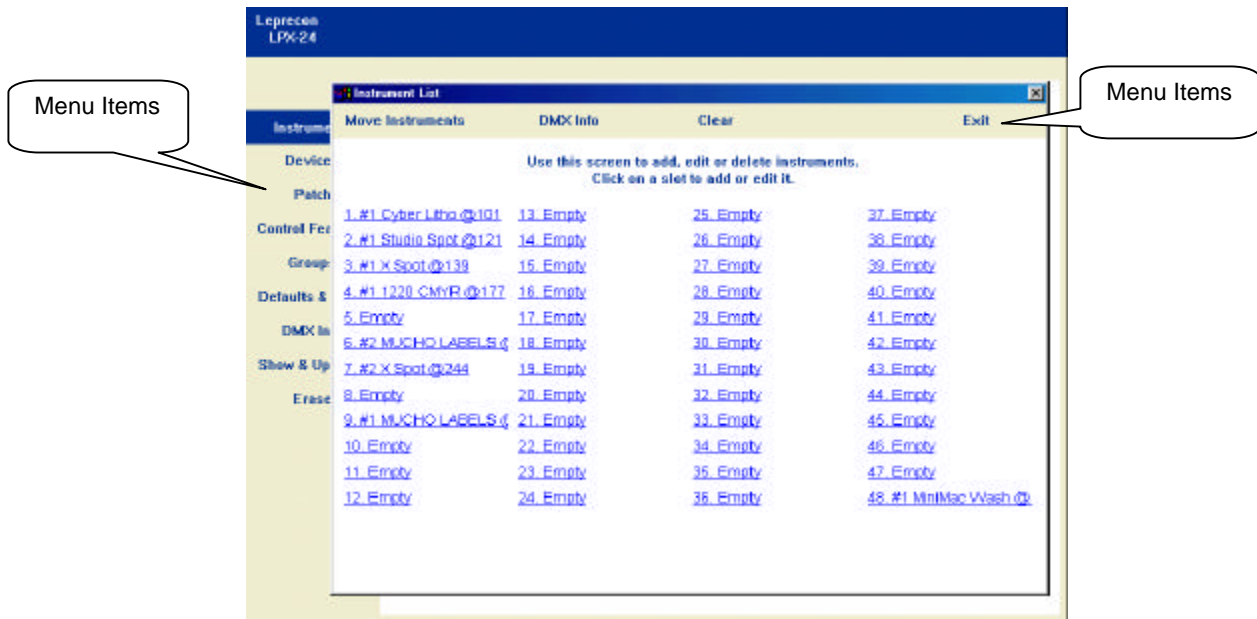 Leprecon
LPX-24
Menu Items
Menu Items
Instrument List
Move Instruments DMX Info Clear Exit
Use this screen to add, edit or delete instruments.
Click on a slot to add or edit it.
Instrume
Device
Patch
Control Fea
Group
Defaults &
DMX In
Show & Up
Erase
1. #1 Cyber Litho @101 13. Empty 25. Empty 37. Empty
2. #1 Studio Spot @121 14. Empty 26. Empty 38. Empty
3. #1 X Spot @139 15. Empty 27. Empty 39. Empty
4. #1 1220 CMYR @177 16. Empty 28. Empty 40. Empty
5. Empty 17. Empty 29. Empty 41. Empty
6. #2 MUCHO LABELS @ 18. Empty 30. Empty 42. Empty
7. #2 X Spot @244 19. Empty 31. Empty 43. Empty
8. Empty 20. Empty 32. Empty 44. Empty
9. #1 MUCHO LABELS @ 21. Empty 33. Empty 45. Empty
10. Empty 22. Empty 34. Empty 46. Empty
11. Empty 23. Empty 35. Empty 47. Empty
12. Empty 24. Empty 36. Empty 48. #1 MiniMac Wash @